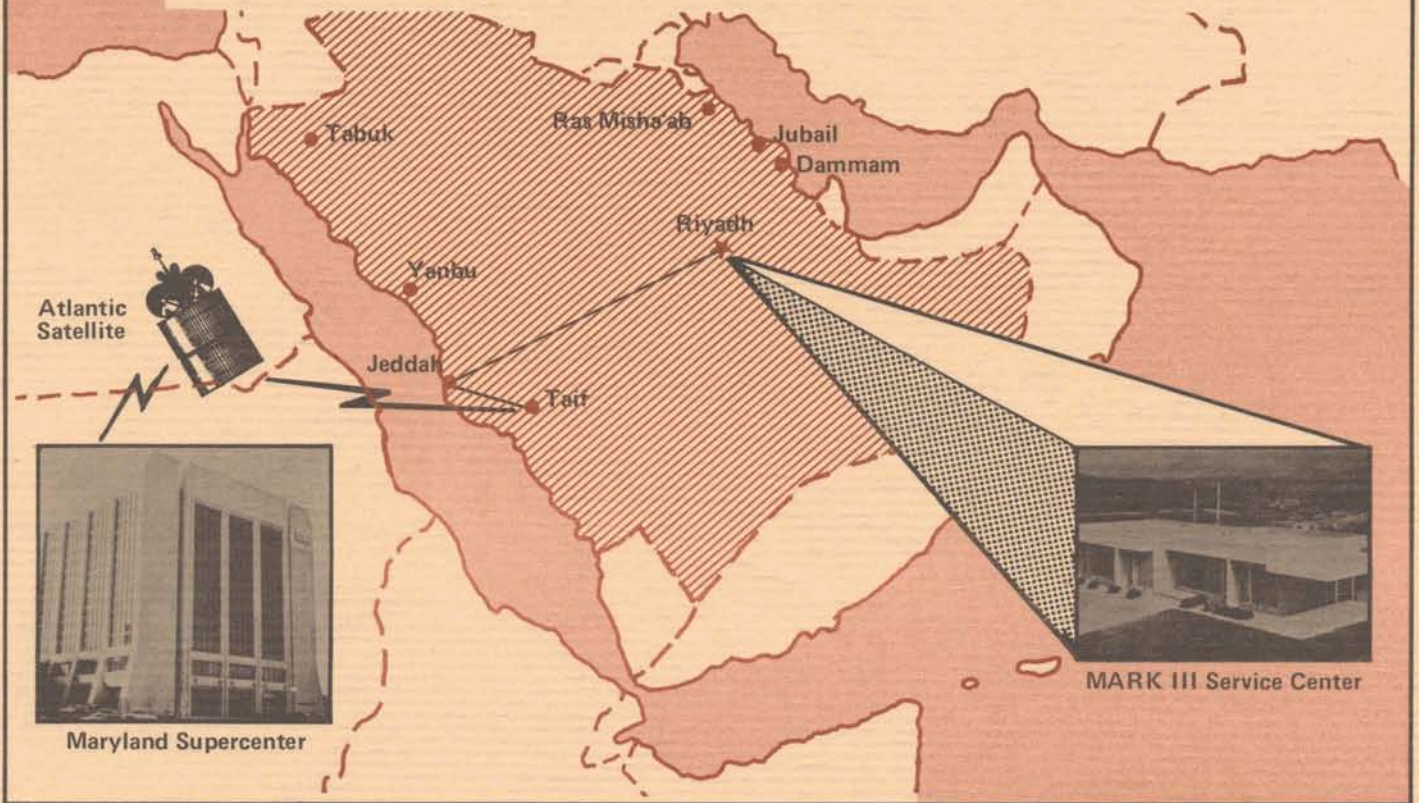 Tabuk
Ras Misha'ab
Jubail
Dammam
Riyadh
Yanbu
Atlantic
Satellite
Jeddah
Taif
MARK III Service Center
Maryland Supercenter